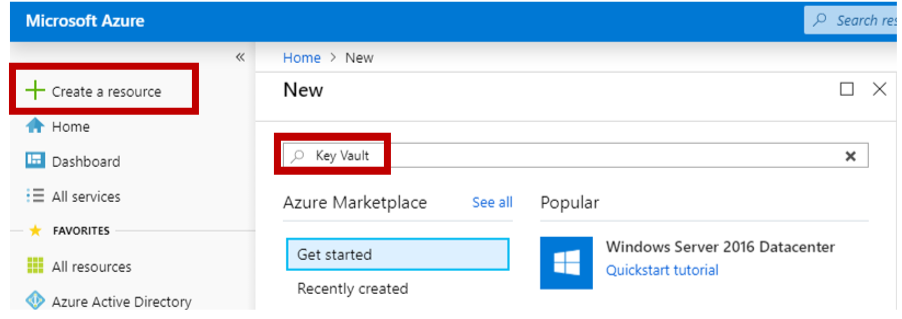 Microsoft Azure
Search res
«
Home > New
Create a resource
New
Home
Key Vault
Dashboard
All services
Azure Marketplace
See all
Popular
FAVORITES
Get started
Windows Server 2016 Datacenter
All resources
Quickstart tutorial
Recently created
Azure Active Directory